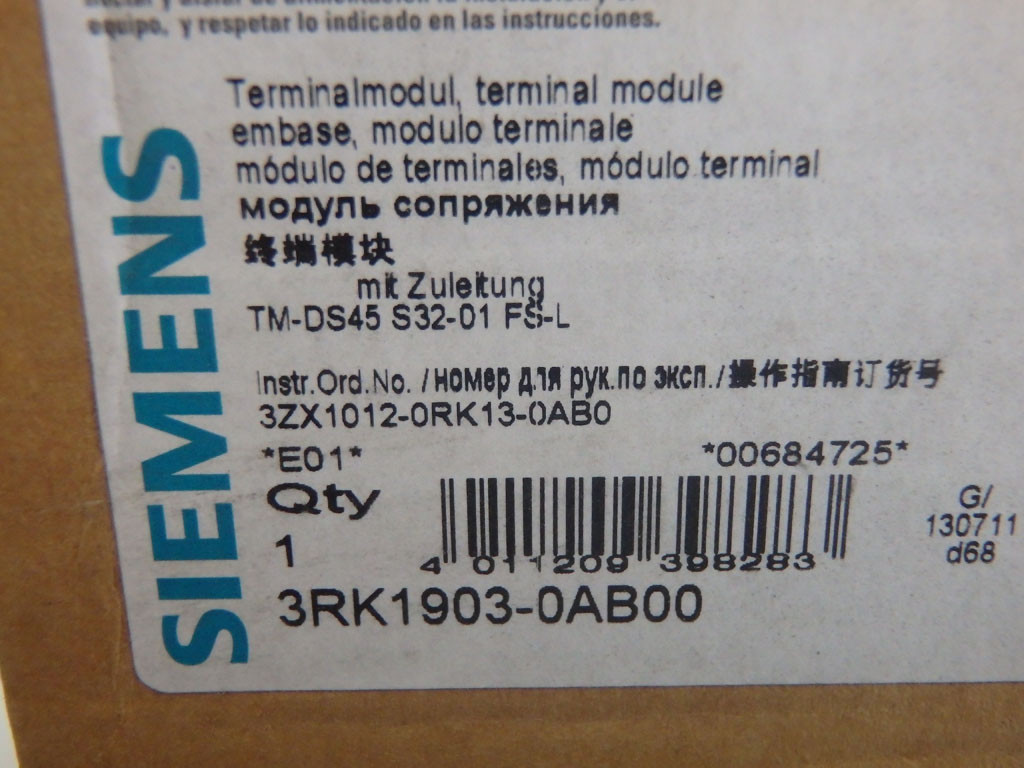 equipo, y respetar lo indicado en las instrucciones.
SIEMENS
Terminalmodul, terminal module
embase, modulo terminale
módulo de terminales, módulo terminal
модуль сопряжения
终端模块
mit Zuleitung
TM-DS45 S32-01 FS-L
Instr.Ord.No. /номер для рук.по эксп./操作指南订货号
3ZX1012-0RK13-0AB0
*E01*
*00684725*
Qty
1
4 011209 398283
G/
130711
d68
3RK1903-0AB00